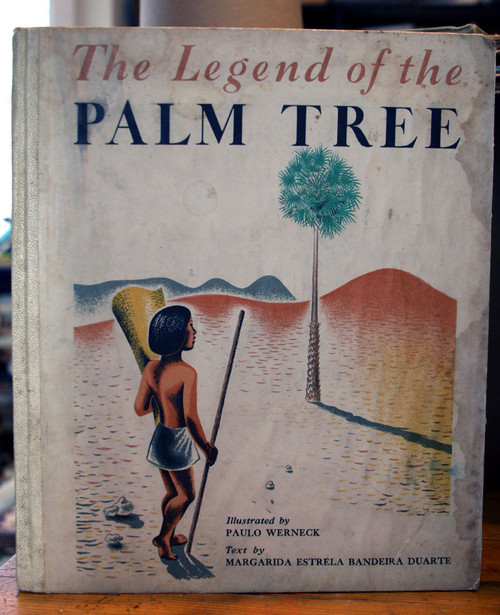 The Legend of the
PALM TREE
Illustrated by
PAULO WERNECK
Text by
MARGARIDA ESTRELA BANDEIRA DUARTE